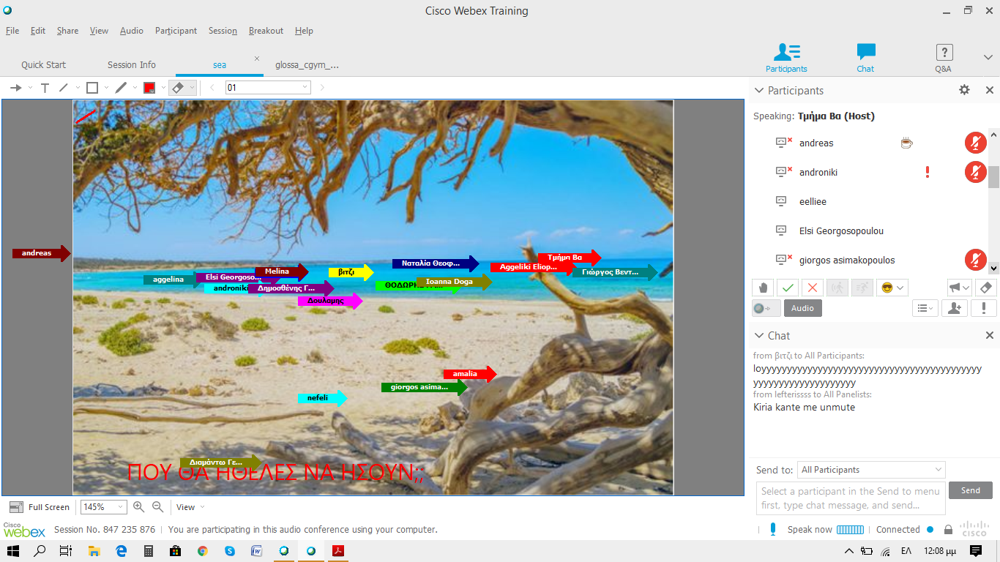 Cisco Webex Training
File Edit Share View Audio Participant Session Breakout Help
Quick Start Session Info sea glossa_cgym_...
Participants Chat Q&A
01
andreas
aggelina
Elsi Georgoso...
androniki
Melina
Δημοσθένης Γ...
Δουλαμης
βιτζι
Ναταλία Θεοφ...
Ioanna Doga
Aggeliki Eliop...
Τμήμα Βα
Γιώργος Βεντ...
amalia
giorgos asima...
nefeli
Διαμάντω Γε...
ΠΟΥ ΘΑ ΗΘΕΛΕΣ ΝΑ ΗΣΟΥΝ;;
Participants
Speaking: Τμήμα Βα (Host)
andreas
androniki
eelliee
Elsi Georgosopoulou
giorgos asimakopoulos
Audio
Chat
from βιτζι to All Participants:
loyyyyyyyyyyyyyyyyyyyyyyyyyyyyyyyyyyyyyyyyyy
yyyyyyyyyyyyyyyyyyyy
from lefterissss to All Panelists:
Kiria kante me unmute
Send to: All Participants
Select a participant in the Send to menu
first, type chat message, and send...
Send
Full Screen 145% View
Cisco webex Session No. 847 235 876 | You are participating in this audio conference using your computer.
Speak now Connected cisco
ΕΛ 12:08 μμ